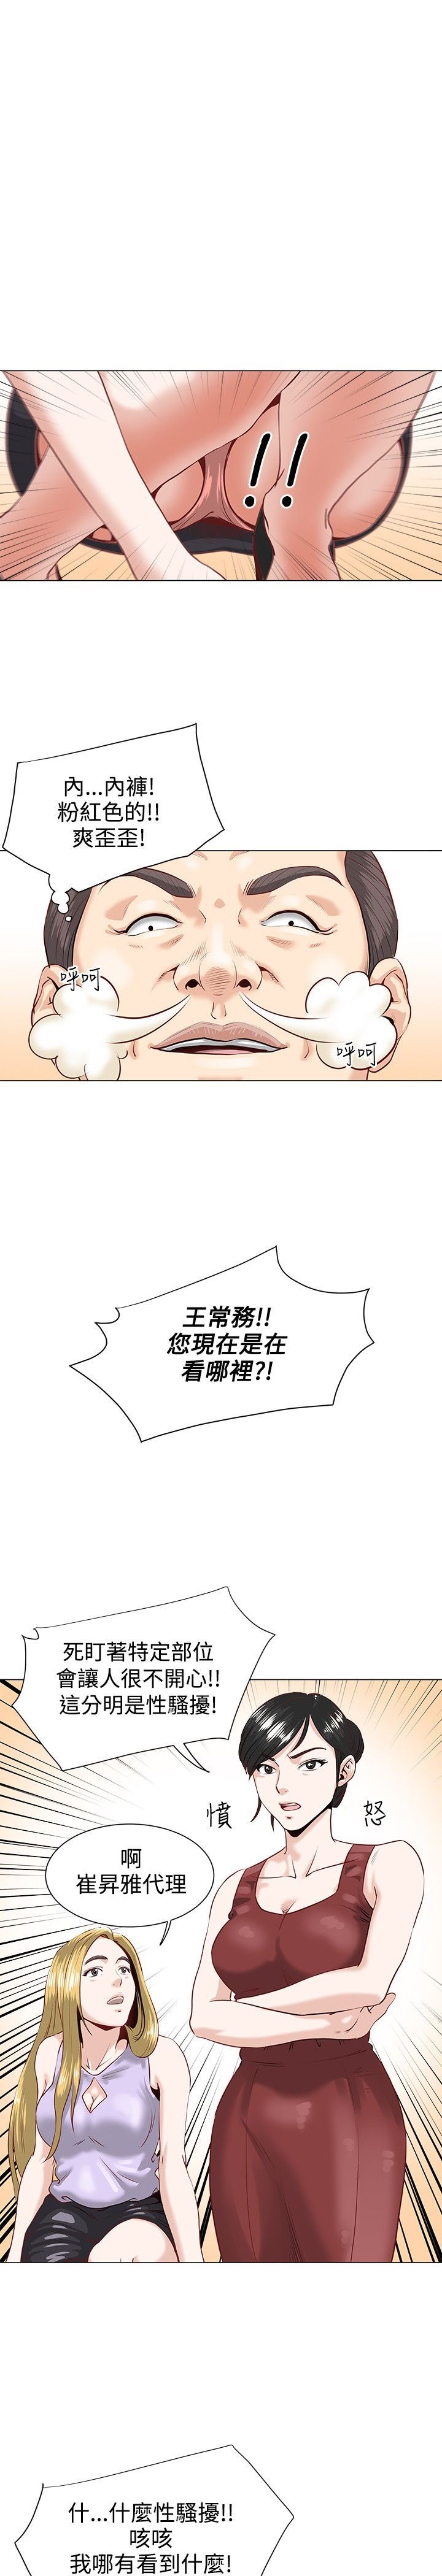 內...內褲!
粉紅色的!!
爽歪歪!
呼呵
呼呵
王常務!!
您現在是在
看哪裡?!
死盯著特定部位
會讓人很不開心!!
這分明是性騷擾!
憤
怒
啊
崔昇雅代理
什...什麼性騷擾!!
咳咳
我哪有看到什麼!